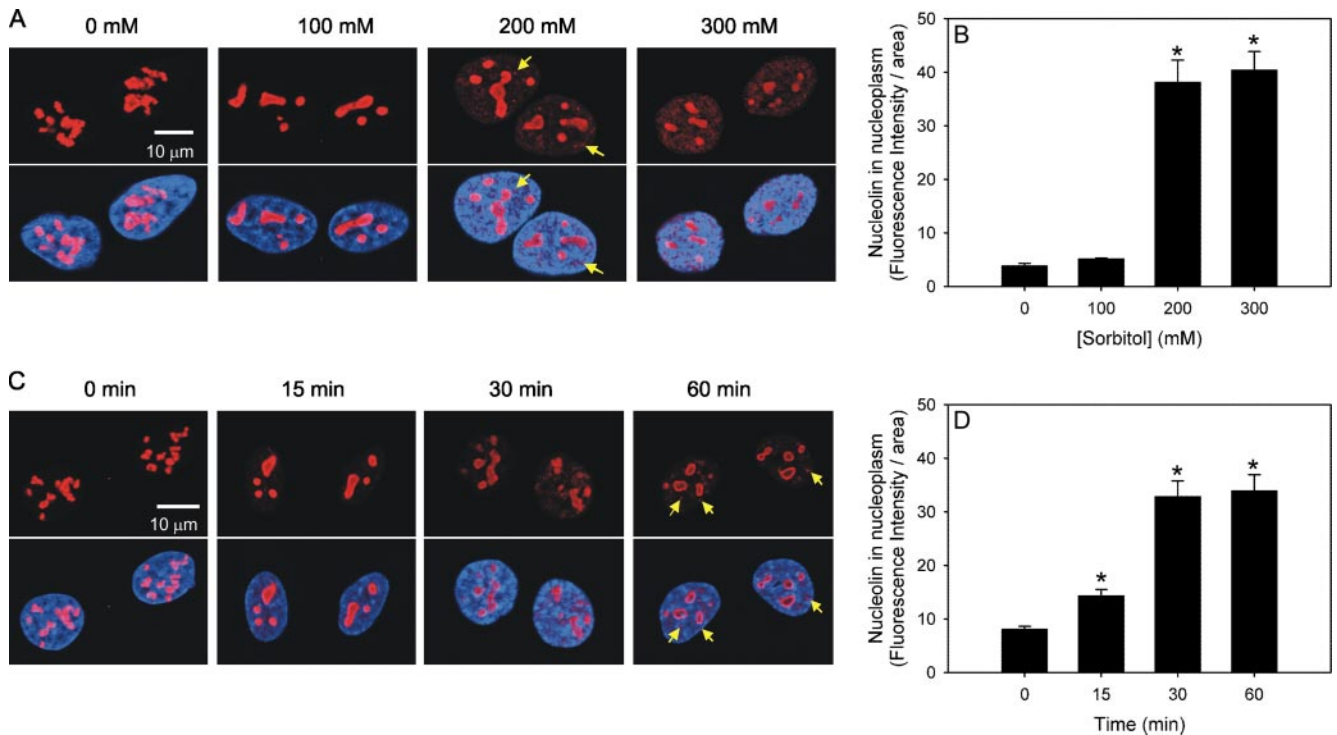 A
0 mM
100 mM
200 mM
300 mM
10 μm
B
Nucleolin in nucleoplasm
(Fluorescence Intensity / area)
50
40
30
20
10
0
*
*
0
100
200
300
[Sorbitol] (mM)
C
0 min
15 min
30 min
60 min
10 μm
D
Nucleolin in nucleoplasm
(Fluorescence Intensity / area)
50
40
30
20
10
0
*
*
*
0
15
30
60
Time (min)